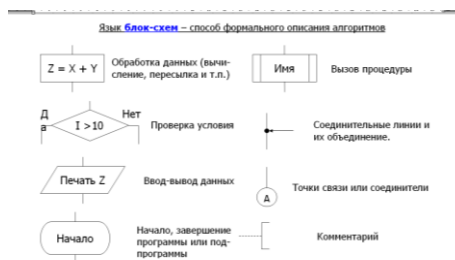 Язык блок-схем – способ формального описания алгоритмов
Z = X + Y
Обработка данных (вычи-
сление, пересылка и т.п.)
Имя
Вызов процедуры
Д
а
I >10
Нет
Проверка условия
Соединительные линии и
их объединение.
Печать Z
Ввод-вывод данных
A
Точки связи или соединители
Начало
Начало, завершение
программы или под-
программы
Комментарий